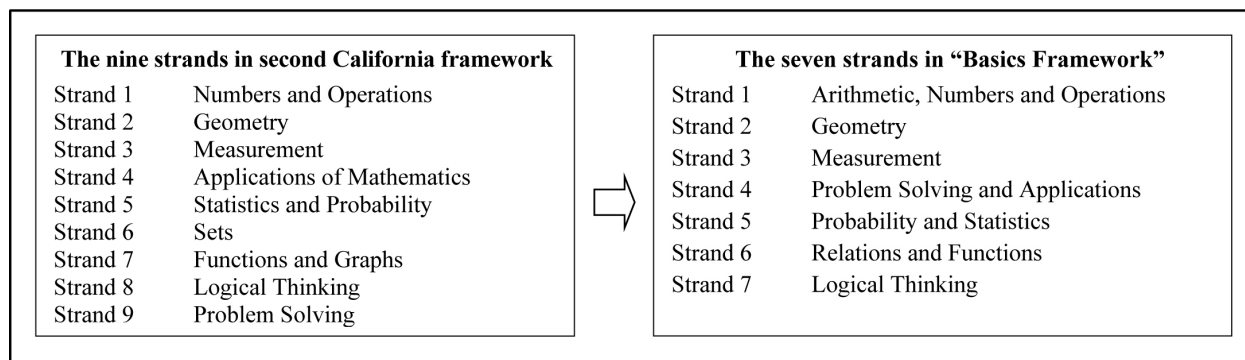 The nine strands in second California framework
Strand 1 Numbers and Operations
Strand 2 Geometry
Strand 3 Measurement
Strand 4 Applications of Mathematics
Strand 5 Statistics and Probability
Strand 6 Sets
Strand 7 Functions and Graphs
Strand 8 Logical Thinking
Strand 9 Problem Solving
The seven strands in “Basics Framework”
Strand 1 Arithmetic, Numbers and Operations
Strand 2 Geometry
Strand 3 Measurement
Strand 4 Problem Solving and Applications
Strand 5 Probability and Statistics
Strand 6 Relations and Functions
Strand 7 Logical Thinking